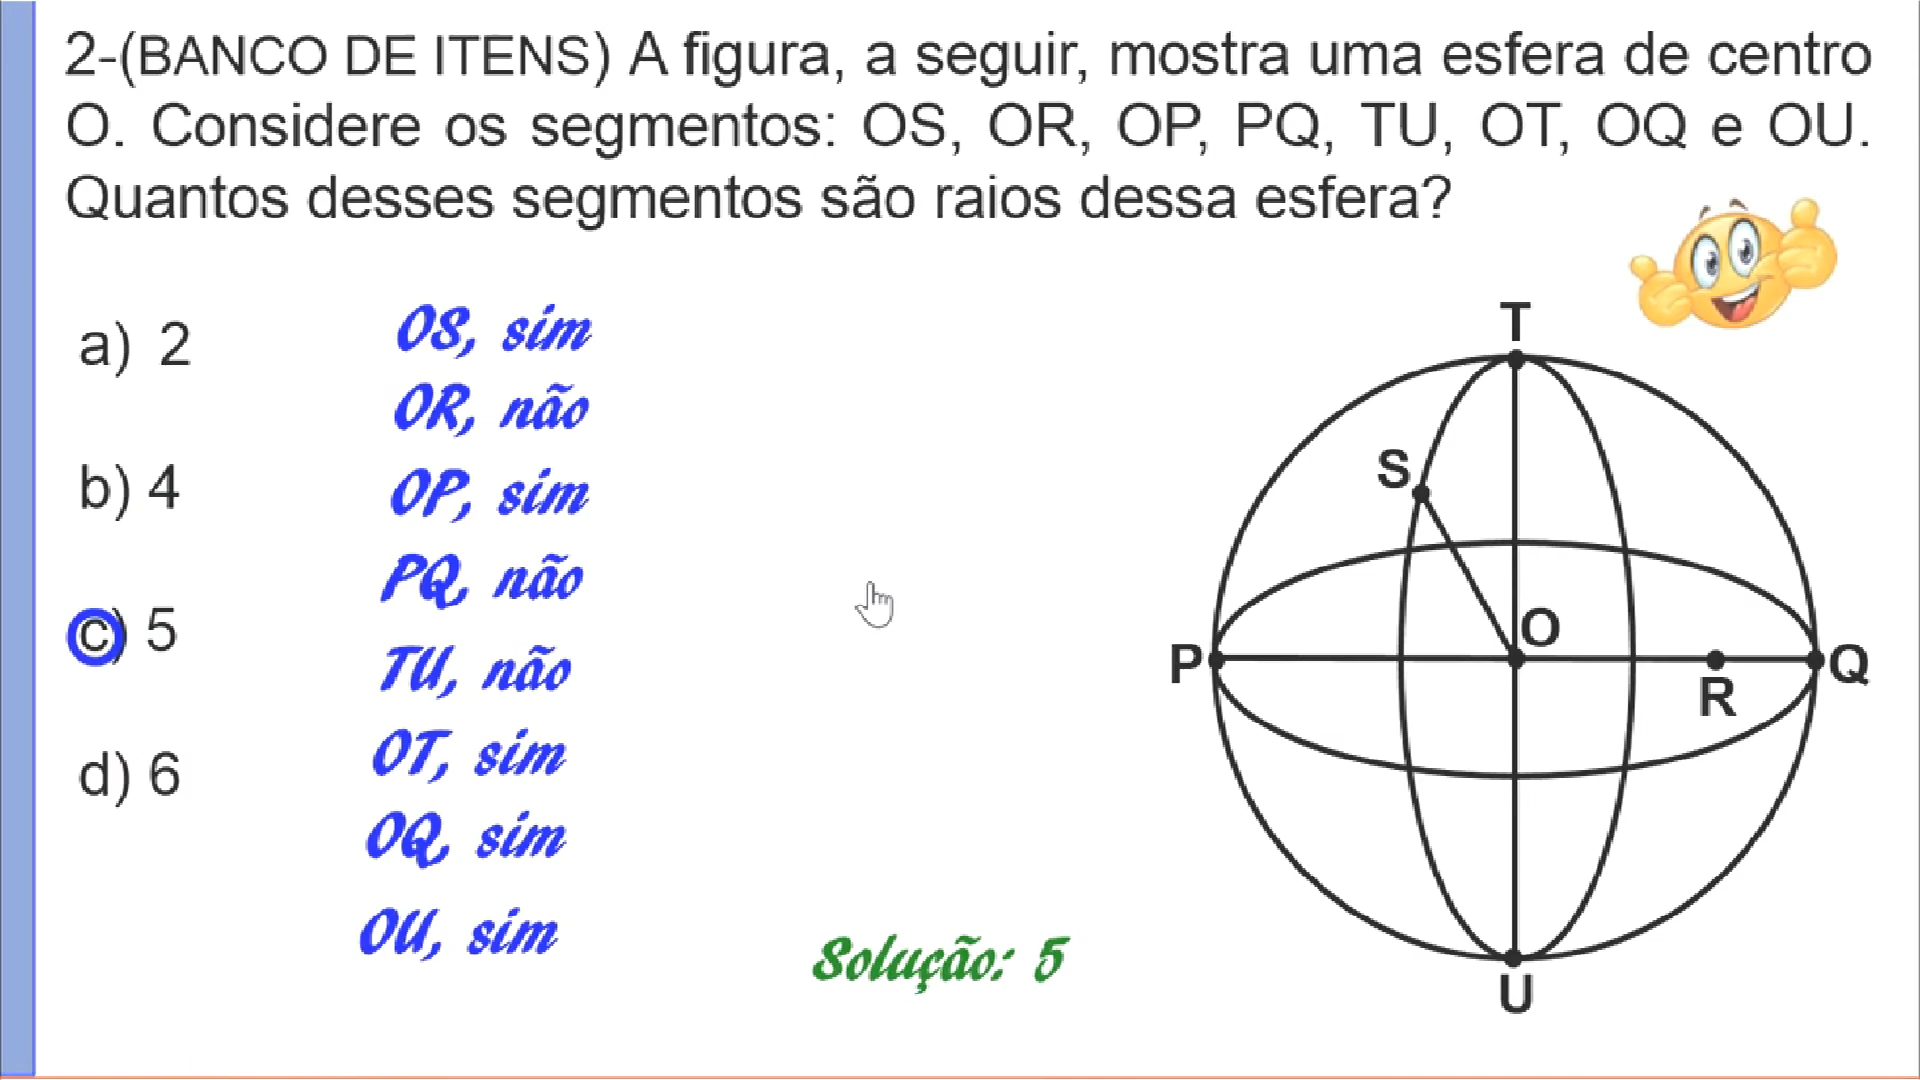 2-(BANCO DE ITENS) A figura, a seguir, mostra uma esfera de centro
O. Considere os segmentos: OS, OR, OP, PQ, TU, OT, OQ e OU.
Quantos desses segmentos são raios dessa esfera?
a) 2
b) 4
c) 5
d) 6
OS, sim
OR, não
OP, sim
PQ, não
TU, não
OT, sim
OQ, sim
OU, sim
Solução: 5
T
S
O
P
Q
R
U